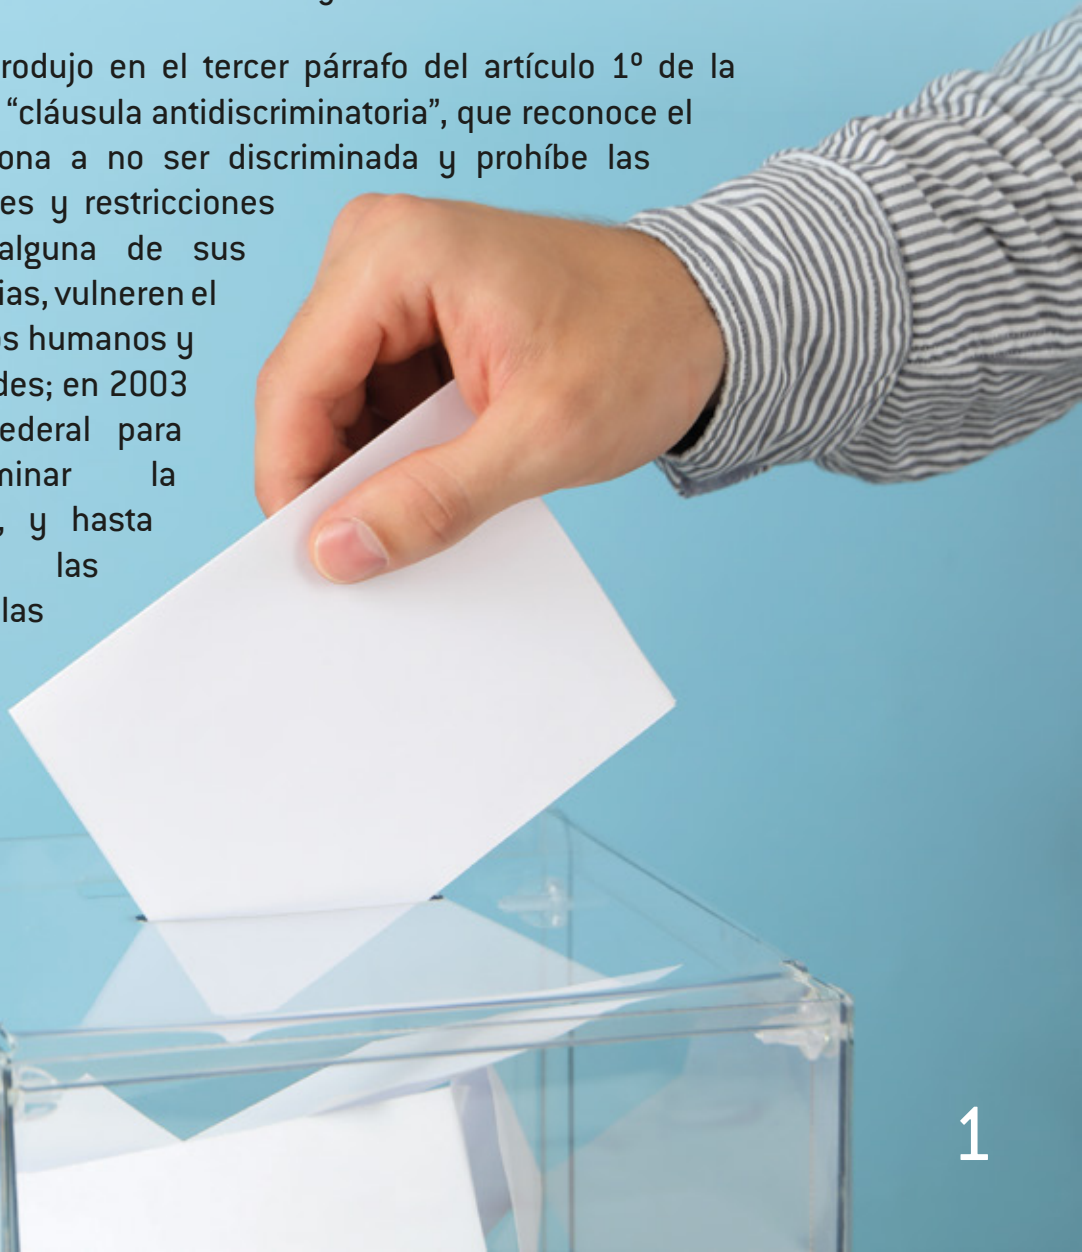 rodujo en el tercer párrafo del artículo 1º de la
“cláusula antidiscriminatoria”, que reconoce el
ona a no ser discriminada y prohíbe las
es y restricciones
alguna de sus
ias, vulneren el
s humanos y
des; en 2003
ederal para
minar la
, y hasta
las
las
1